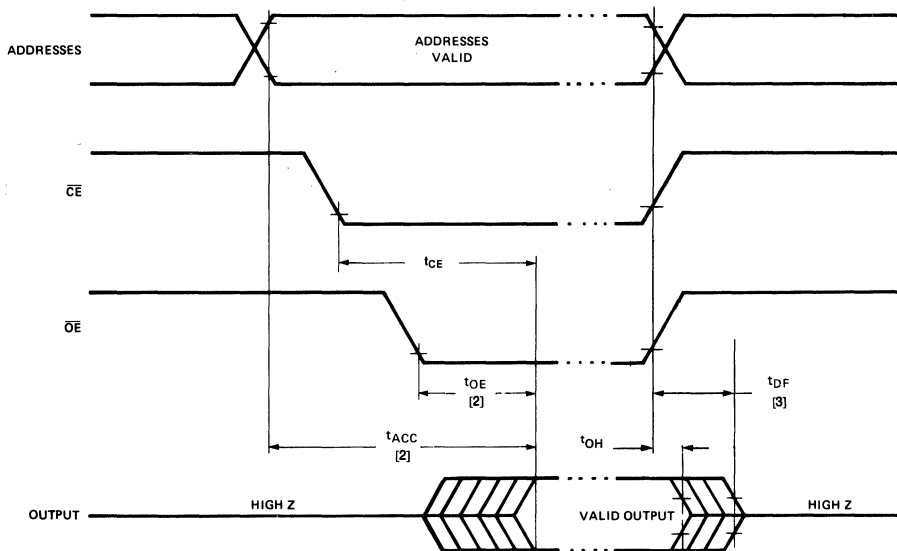 ADDRESSES
ADDRESSES
VALID
CE
tCE
OE
tOE
[2]
tDF
[3]
tACC
[2]
tOH
OUTPUT
HIGH Z
VALID OUTPUT
HIGH Z